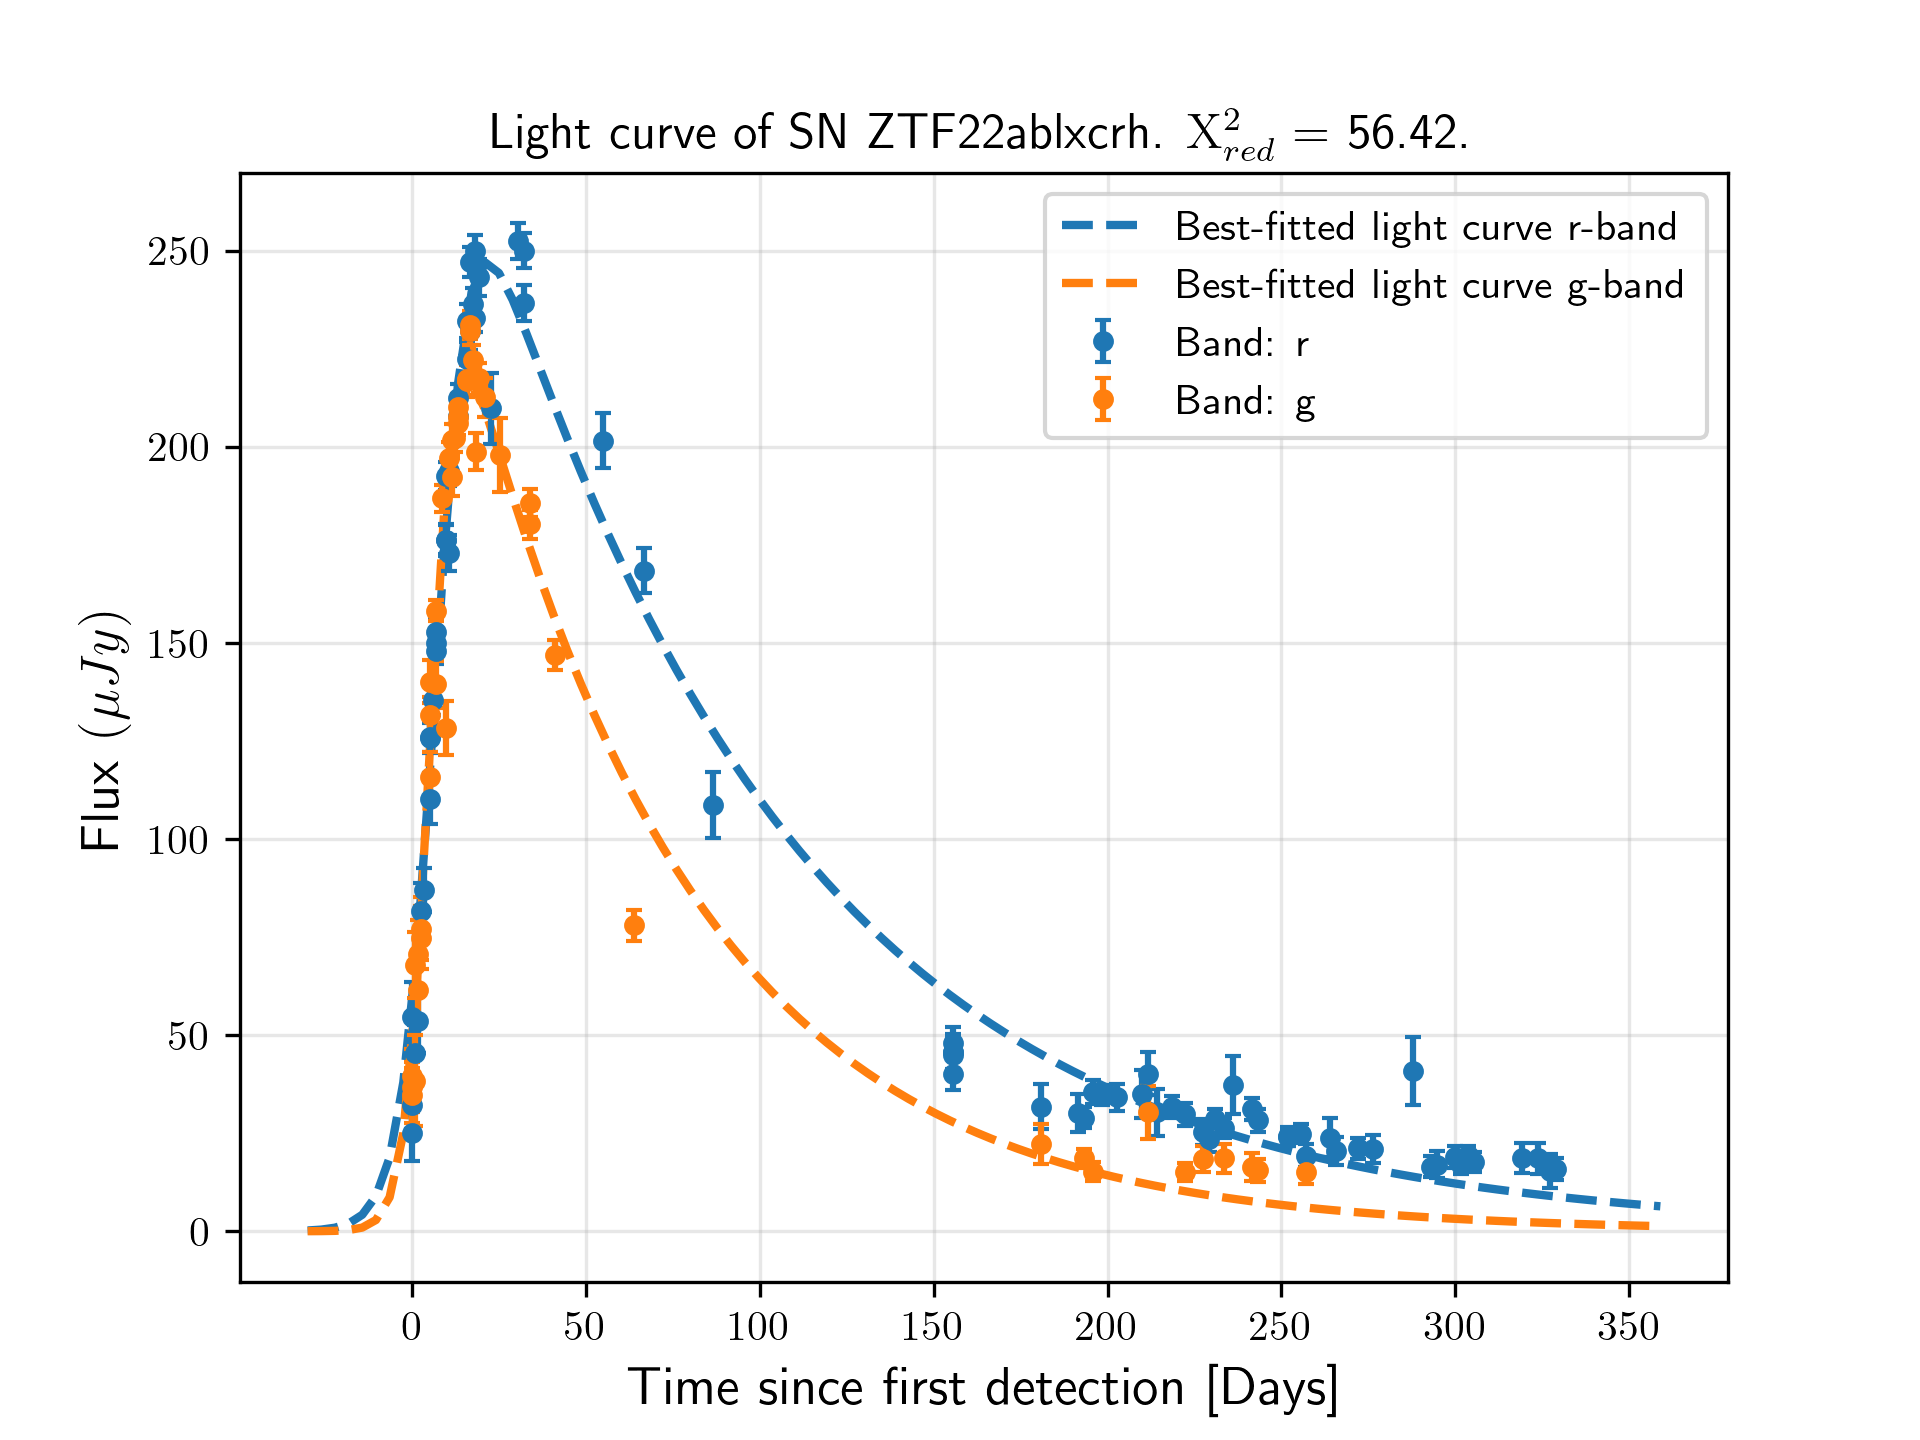 Light curve of SN ZTF22ablxcrh. X²_red = 56.42.
Best-fitted light curve r-band
Best-fitted light curve g-band
Band: r
Band: g
Flux (μJy)
250
200
150
100
50
0
0 50 100 150 200 250 300 350
Time since first detection [Days]